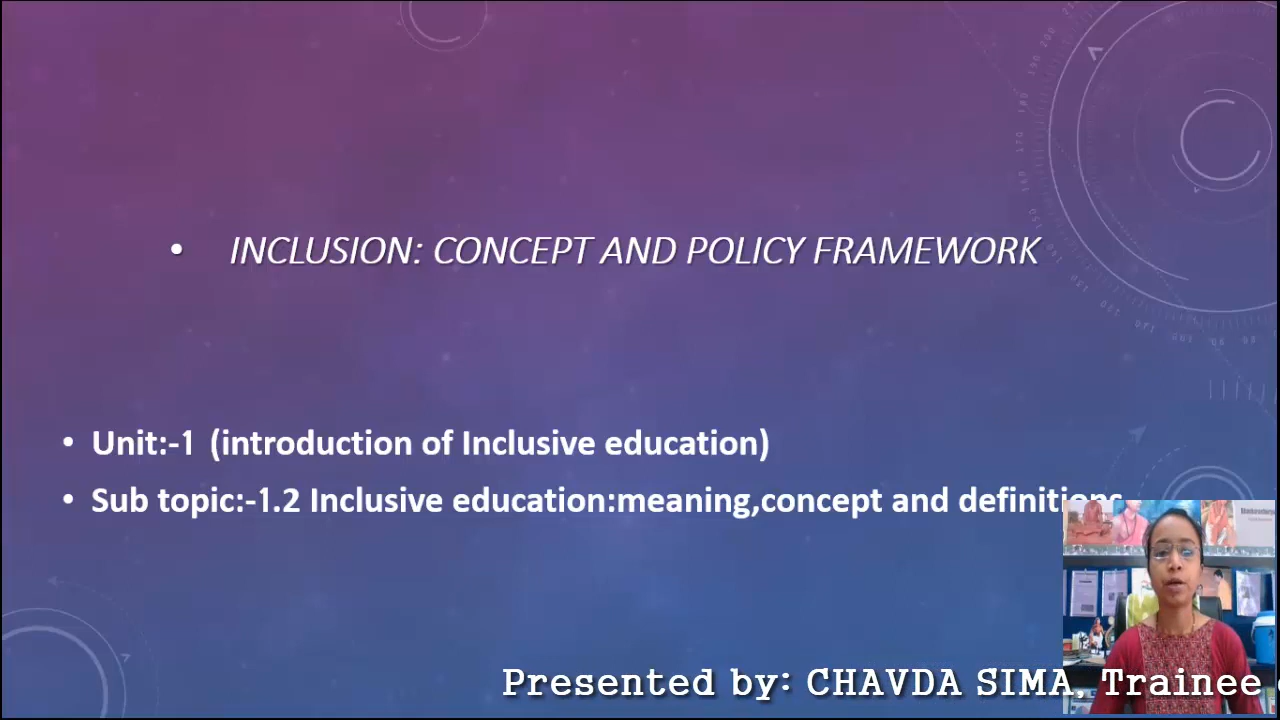 • INCLUSION: CONCEPT AND POLICY FRAMEWORK
• Unit:-1 (introduction of Inclusive education)
• Sub topic:-1.2 Inclusive education:meaning,concept and definitions
Presented by: CHAVDA SIMA, Trainee